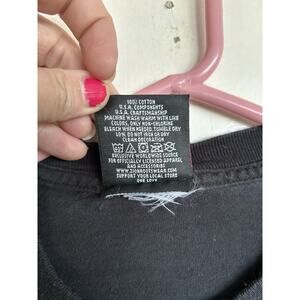 100% COTTON
U.S.A. COMPONENTS
U.S.A. CRAFTSMANSHIP
MACHINE WASH WARM WITH LIKE
COLORS, ONLY NON-CHLORINE
BLEACH WHEN NEEDED, TUMBLE DRY
LOW, DO NOT IRON OR DRY
CLEAN DECORATION
EXCLUSIVE WORLDWIDE SOURCE
FOR OFFICIALLY LICENSED APPAREL
AND ACCESSORIES
WWW.ZIONROOTSWEAR.COM
SUPPORT YOUR LOCAL STORE
ONE LOVE